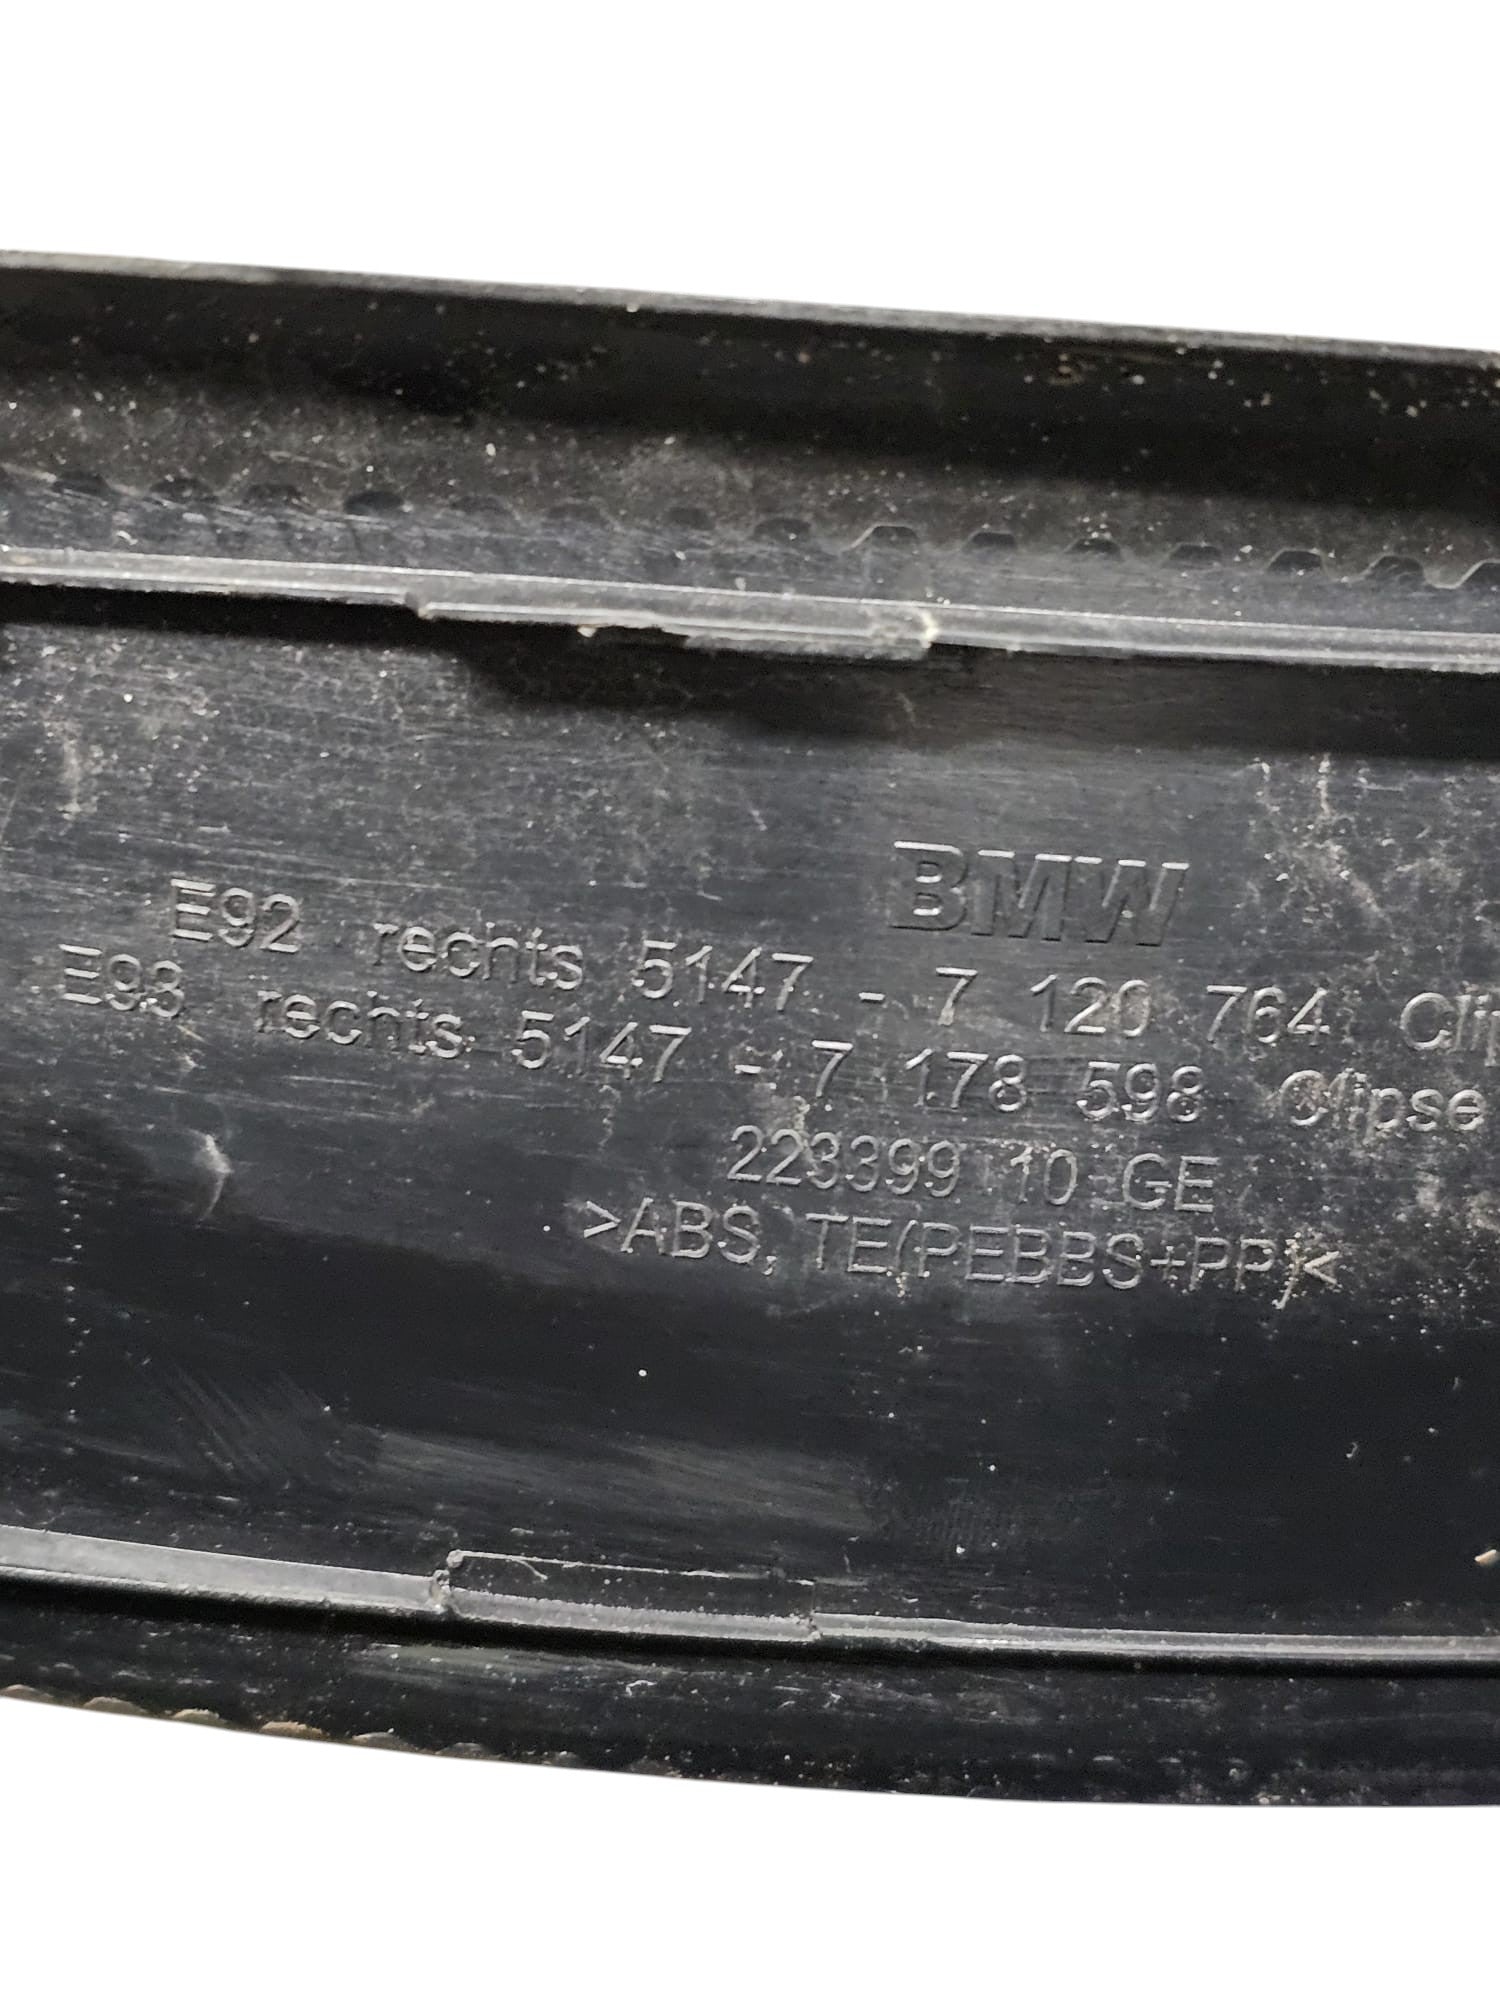 BMW
E92 rechts 5147 - 7 120 764
E93 rechts 5147 - 7 178 598 Clipse
223399 10 GE
>ABS, TE(PEBBS+PP)<